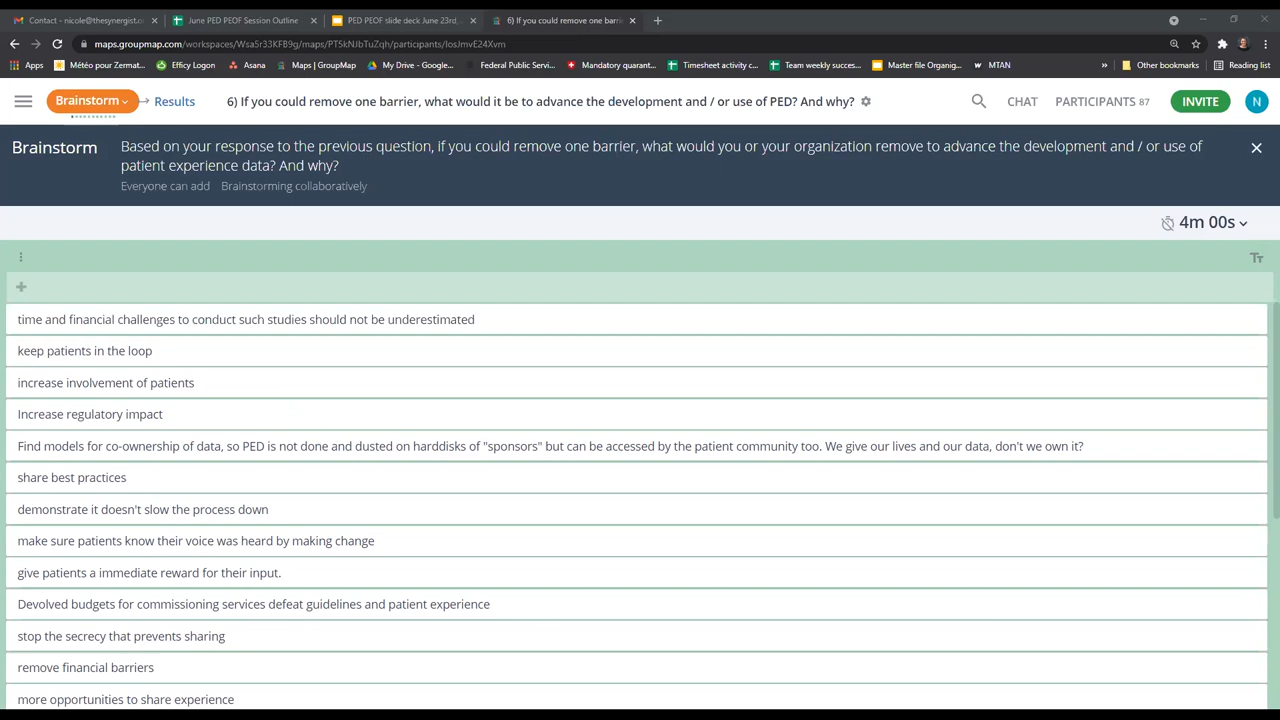 Contact - nicole@thesynergist.or
June PED PEOF Session Outline
PED PEOF slide deck June 23rd,
6) If you could remove one barri
maps.groupmap.com/workspaces/Wsa5r33KFB9g/maps/PT5kNJbTuZqh/participants/IosJmvE24Xvm
Apps
Météo pour Zermat...
Efficy Logon
Asana
Maps | GroupMap
My Drive - Google...
Federal Public Servi...
Mandatory quarant...
Timesheet activity c...
Team weekly succes...
Master file Organig...
MTAN
Other bookmarks
Reading list
Brainstorm
Results
6) If you could remove one barrier, what would it be to advance the development and / or use of PED? And why?
CHAT
PARTICIPANTS 87
INVITE
N
Brainstorm
Based on your response to the previous question, if you could remove one barrier, what would you or your organization remove to advance the development and / or use of
patient experience data? And why?
Everyone can add Brainstorming collaboratively
4m 00s
time and financial challenges to conduct such studies should not be underestimated
keep patients in the loop
increase involvement of patients
Increase regulatory impact
Find models for co-ownership of data, so PED is not done and dusted on harddisks of "sponsors" but can be accessed by the patient community too. We give our lives and our data, don't we own it?
share best practices
demonstrate it doesn't slow the process down
make sure patients know their voice was heard by making change
give patients a immediate reward for their input.
Devolved budgets for commissioning services defeat guidelines and patient experience
stop the secrecy that prevents sharing
remove financial barriers
more opportunities to share experience